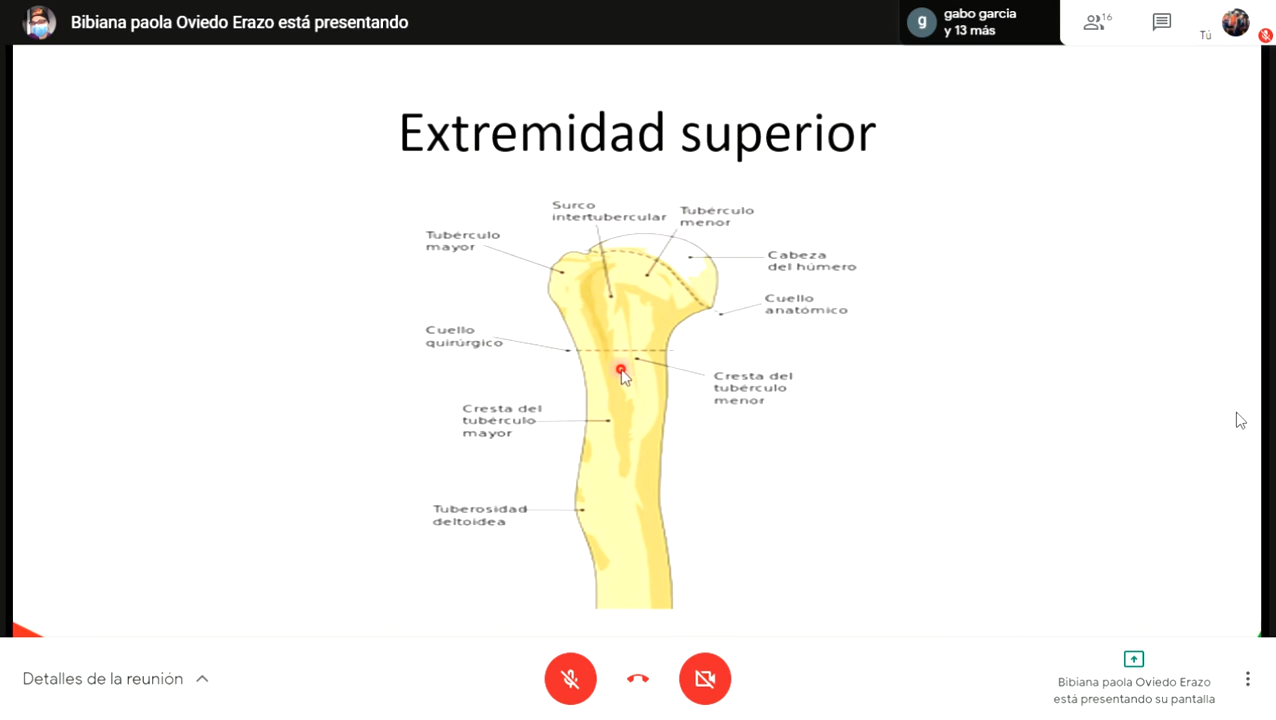 Bibiana paola Oviedo Erazo está presentando
gabo garcia
y 13 más
g
16
Tú
Extremidad superior
Surco
intertubercular
Tubérculo
menor
Tubérculo
mayor
Cabeza
del húmero
Cuello
anatómico
Cuello
quirúrgico
Cresta del
tubérculo
menor
Cresta del
tubérculo
mayor
Tuberosidad
deltoidea
Detalles de la reunión
Bibiana paola Oviedo Erazo
está presentando su pantalla